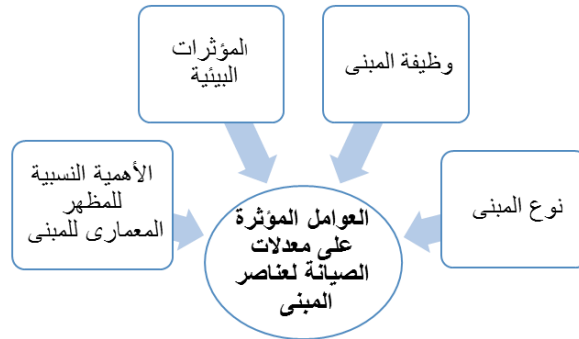 وظيفة المبنى
المؤثرات
البيئية
نوع المبنى
الأهمية النسبية
للمظهر
المعمارى للمبنى
العوامل المؤثرة
على معدلات
الصيانة لعناصر
المبنى